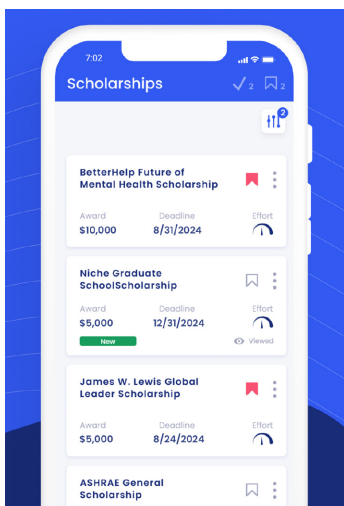 7:02
Scholarships
2
2
2
BetterHelp Future of
Mental Health Scholarship
Award Deadline Effort
$10,000 8/31/2024
Niche Graduate
SchoolScholarship
Award Deadline Effort
$5,000 12/31/2024
New Viewed
James W. Lewis Global
Leader Scholarship
Award Deadline Effort
$5,000 8/24/2024
ASHRAE General
Scholarship